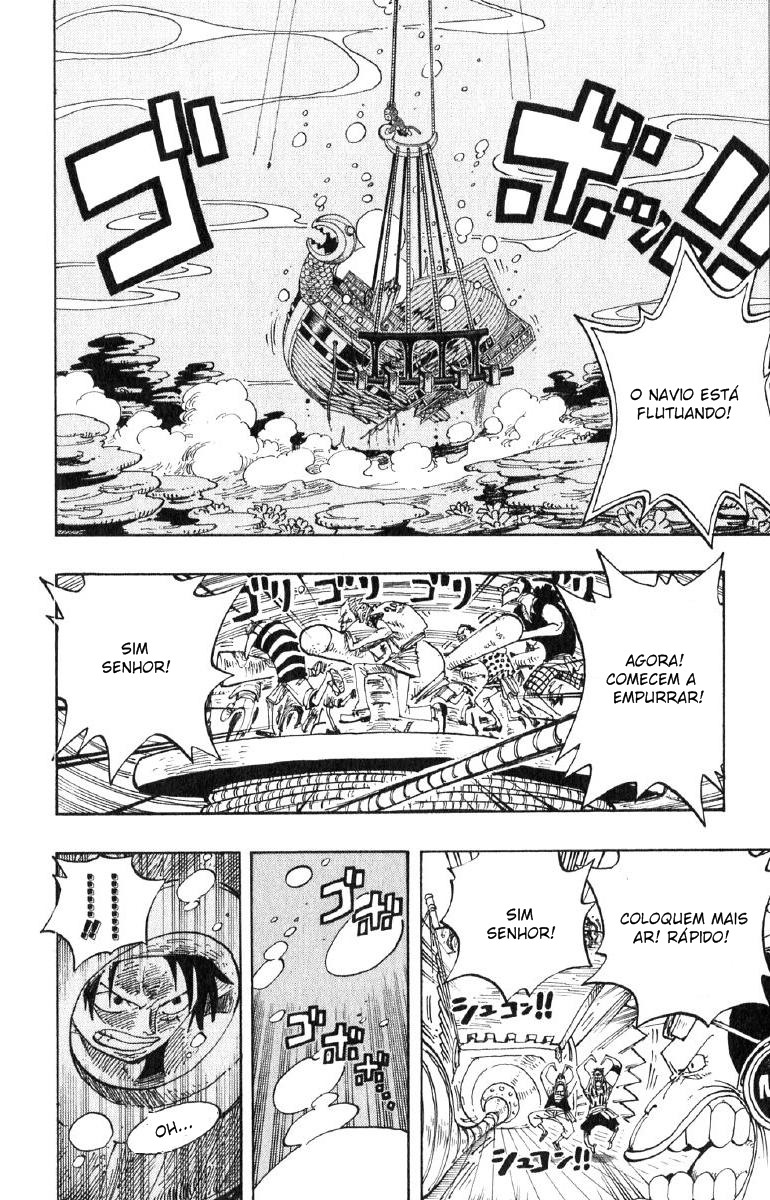 ゴ
ボ
ボッ!!
O NAVIO ESTÁ
FLUTUANDO!
ゴリ ゴリ ゴリ ゴリ
AGORA!
COMECEM A
EMPURRAR!
SIM
SENHOR!
COLOQUEM MAIS
AR! RÁPIDO!
SIM
SENHOR!
シュコン!!
シュコン!!
ゴボ
ゴボボ...
......!!
OH...